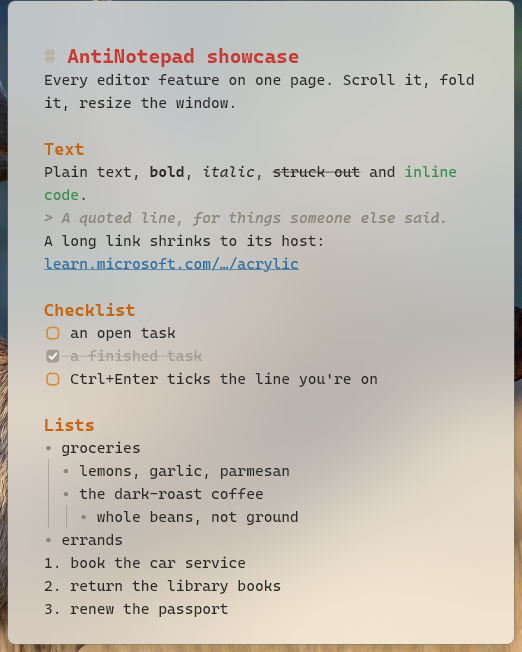 # AntiNotepad showcase
Every editor feature on one page. Scroll it, fold
it, resize the window.
Text
Plain text, bold, italic, struck out and inline
code.
> A quoted line, for things someone else said.
A long link shrinks to its host:
learn.microsoft.com/…/acrylic
Checklist
an open task
a finished task
Ctrl+Enter ticks the line you're on
Lists
• groceries
• lemons, garlic, parmesan
• the dark-roast coffee
• whole beans, not ground
• errands
1. book the car service
2. return the library books
3. renew the passport